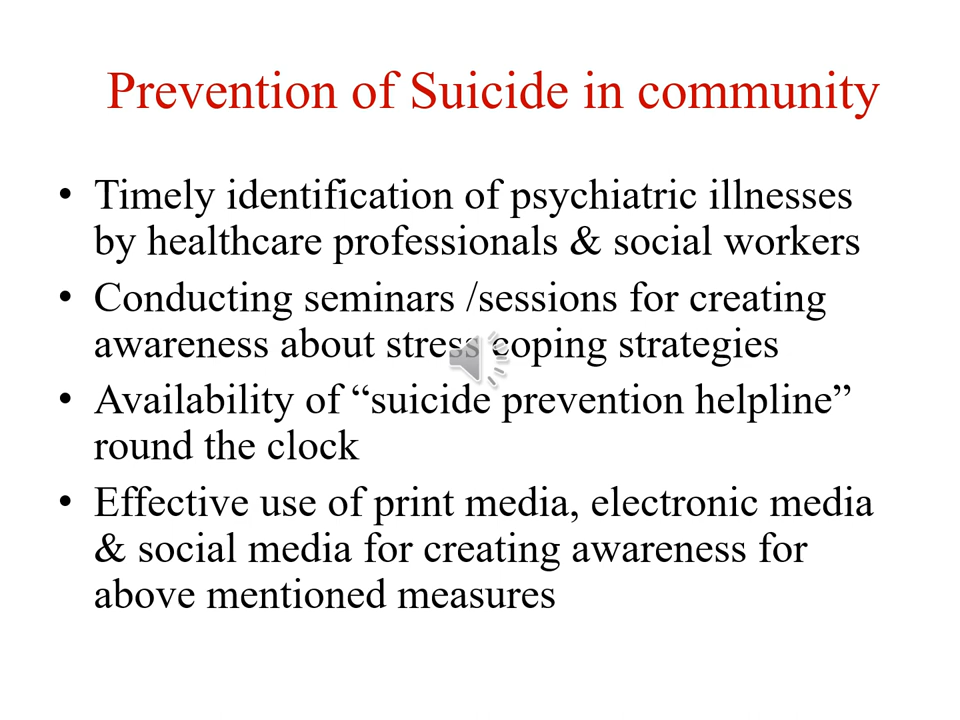 Prevention of Suicide in community
• Timely identification of psychiatric illnesses
by healthcare professionals & social workers
• Conducting seminars /sessions for creating
awareness about stress coping strategies
• Availability of “suicide prevention helpline”
round the clock
• Effective use of print media, electronic media
& social media for creating awareness for
above mentioned measures